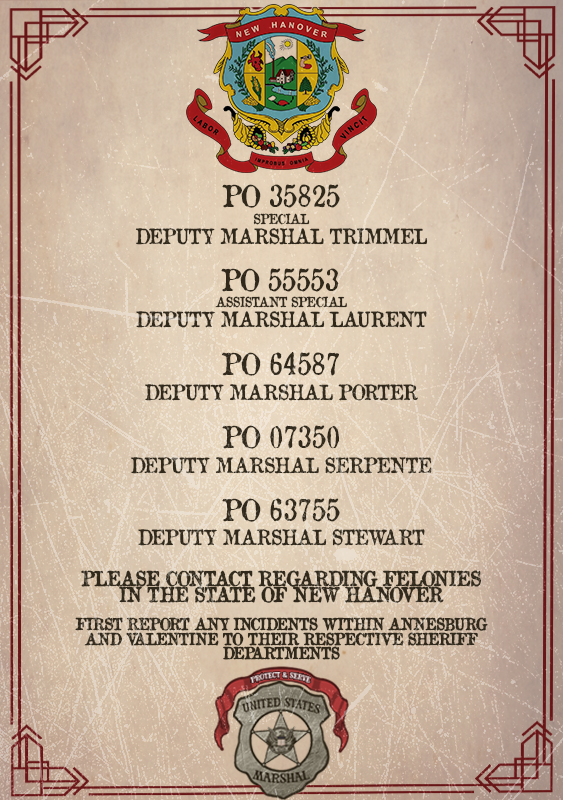 NEW HANOVER
LABOR
VINCIT
IMPROBUS OMNIA
PO 35825
SPECIAL
DEPUTY MARSHAL TRIMMEL
PO 55553
ASSISTANT SPECIAL
DEPUTY MARSHAL LAURENT
PO 64587
DEPUTY MARSHAL PORTER
PO 07350
DEPUTY MARSHAL SERPENTE
PO 63755
DEPUTY MARSHAL STEWART
PLEASE CONTACT REGARDING FELONIES
IN THE STATE OF NEW HANOVER
FIRST REPORT ANY INCIDENTS WITHIN ANNESBURG
AND VALENTINE TO THEIR RESPECTIVE SHERIFF
DEPARTMENTS
PROTECT & SERVE
UNITED STATES
MARSHAL